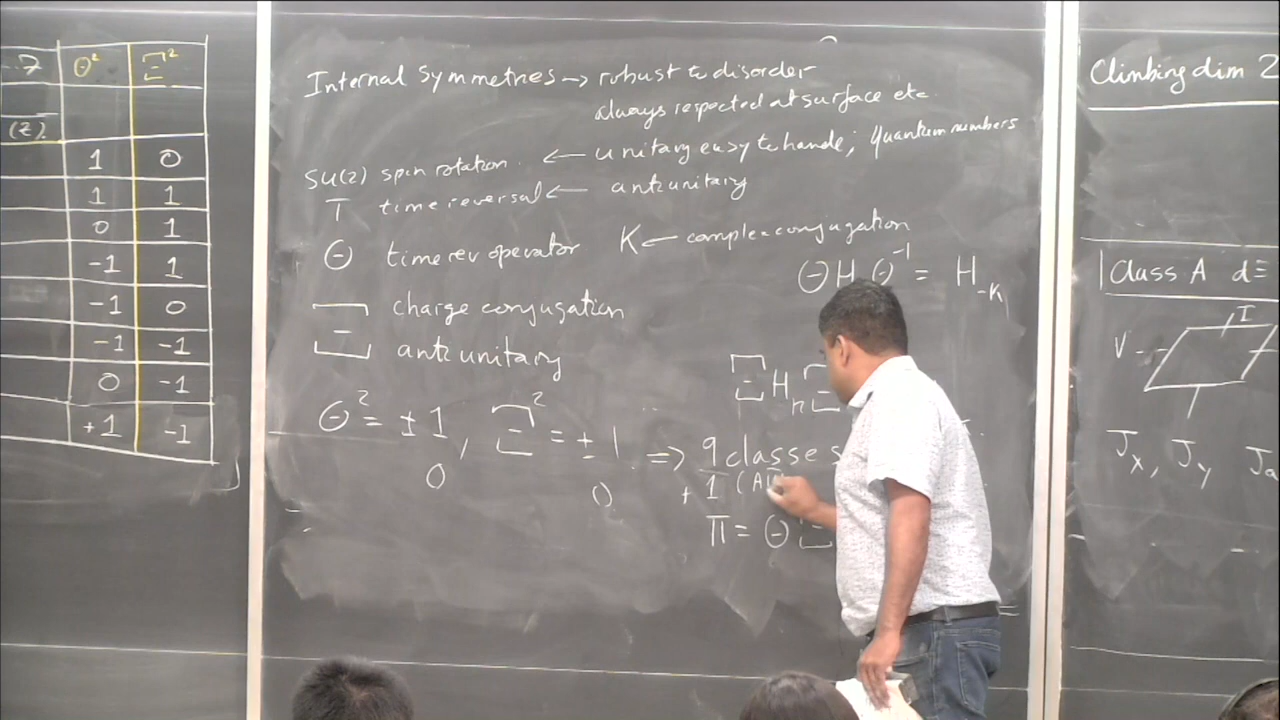 ..7 Θ² Ξ²
(Z)
1 0
1 1
0 1
-1 1
-1 0
-1 -1
0 -1
+1 -1
Internal Symmetries → robust to disorder
always respected at surface etc.
SU(2) spin rotation. ← unitary easy to handle; quantum numbers
T time reversal ← antiunitary
Θ time rev operator K ← complex conjugation
Θ H Θ⁻¹ = H₋ₖ
Ξ charge conjugation
antiunitary
Ξ H Ξ
Θ² = ±1, Ξ² = ±1 ⇒ 9 classes
0 0
+ 1 (AI
Π = Θ Ξ
Climbing dim 2
Class A d=
I
V
Jx, Jy